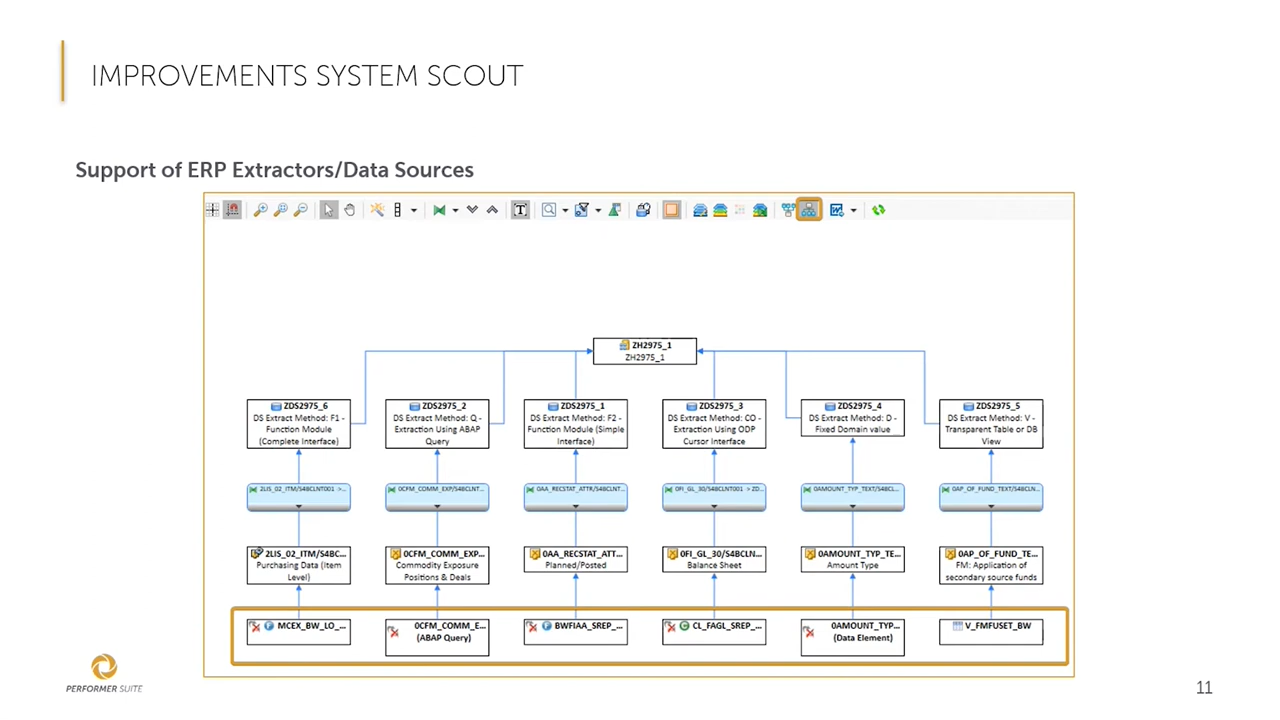 IMPROVEMENTS SYSTEM SCOUT
Support of ERP Extractors/Data Sources
ZH2975_1
ZH2975_1
ZDS2975_6
DS Extract Method: F1 -
Function Module
(Complete Interface)
ZDS2975_2
DS Extract Method: Q -
Extraction Using ABAP
Query
ZDS2975_1
DS Extract Method: F2 -
Function Module (Simple
Interface)
ZDS2975_3
DS Extract Method: CO -
Extraction Using ODP
Cursor Interface
ZDS2975_4
DS Extract Method: D -
Fixed Domain value
ZDS2975_5
DS Extract Method: V -
Transparent Table or DB
View
2LIS_02_ITM/S4BCLNT001 >...
0CFM_COMM_EXP/S4BCLNT...
0AA_RECSTAT_ATTR/S4BCLNT...
0FI_GL_30/S4BCLNT001 > ZD...
0AMOUNT_TYP_TEXT/S4BCL...
0AP_OF_FUND_TEXT/S4BCLN...
2LIS_02_ITM/S4BC...
Purchasing Data (Item
Level)
0CFM_COMM_EXP...
Commodity Exposure
Positions & Deals
0AA_RECSTAT_ATT...
Planned/Posted
0FI_GL_30/S4BCLN...
Balance Sheet
0AMOUNT_TYP_TE...
Amount Type
0AP_OF_FUND_TE...
FM: Application of
secondary source funds
MCEX_BW_LO_...
0CFM_COMM_E...
(ABAP Query)
BWFIAA_SREP_...
CL_FAGL_SREP_...
0AMOUNT_TYP...
(Data Element)
V_FMFUSET_BW
PERFORMER SUITE
11